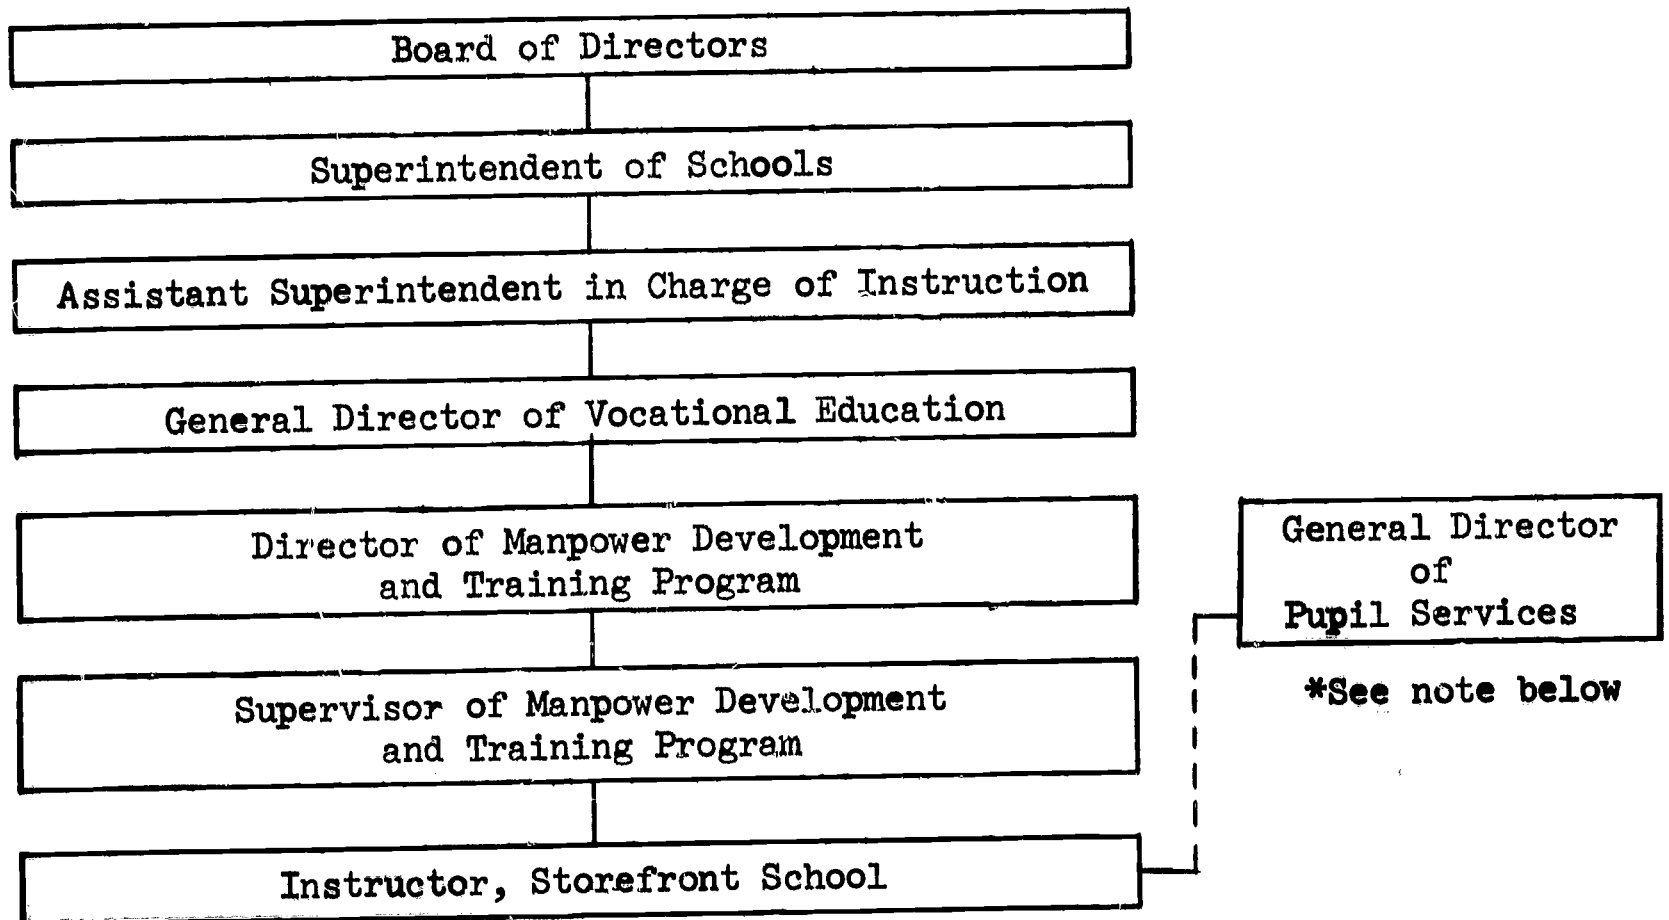 Board of Directors
Superintendent of Schools
Assistant Superintendent in Charge of Instruction
General Director of Vocational Education
Director of Manpower Development
and Training Program
Supervisor of Manpower Development
and Training Program
Instructor, Storefront School
General Director
of
Pupil Services
*See note below